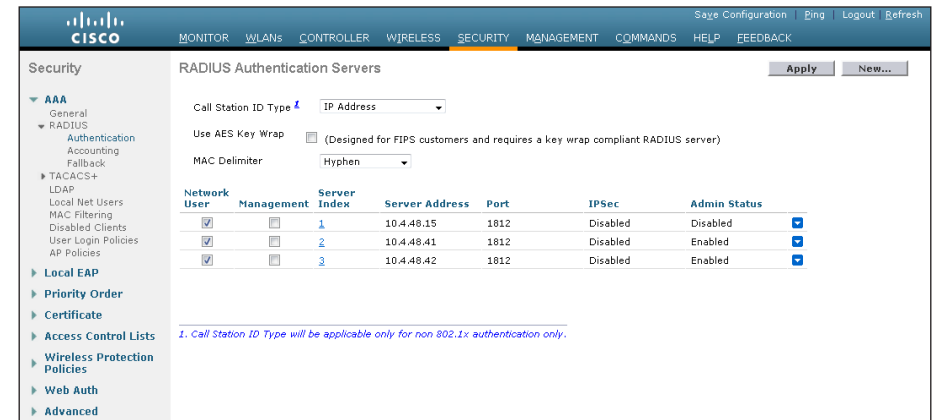 Save Configuration | Ping | Logout | Refresh
CISCO
MONITOR WLANs CONTROLLER WIRELESS SECURITY MANAGEMENT COMMANDS HELP FEEDBACK
Security
AAA
General
RADIUS
Authentication
Accounting
Fallback
TACACS+
LDAP
Local Net Users
MAC Filtering
Disabled Clients
User Login Policies
AP Policies
Local EAP
Priority Order
Certificate
Access Control Lists
Wireless Protection
Policies
Web Auth
Advanced
RADIUS Authentication Servers
Apply New...
Call Station ID Type 1 IP Address
Use AES Key Wrap (Designed for FIPS customers and requires a key wrap compliant RADIUS server)
MAC Delimiter Hyphen
Network User Management Server Index Server Address Port IPSec Admin Status
1 10.4.48.15 1812 Disabled Disabled
2 10.4.48.41 1812 Disabled Enabled
3 10.4.48.42 1812 Disabled Enabled
1. Call Station ID Type will be applicable only for non 802.1x authentication only.